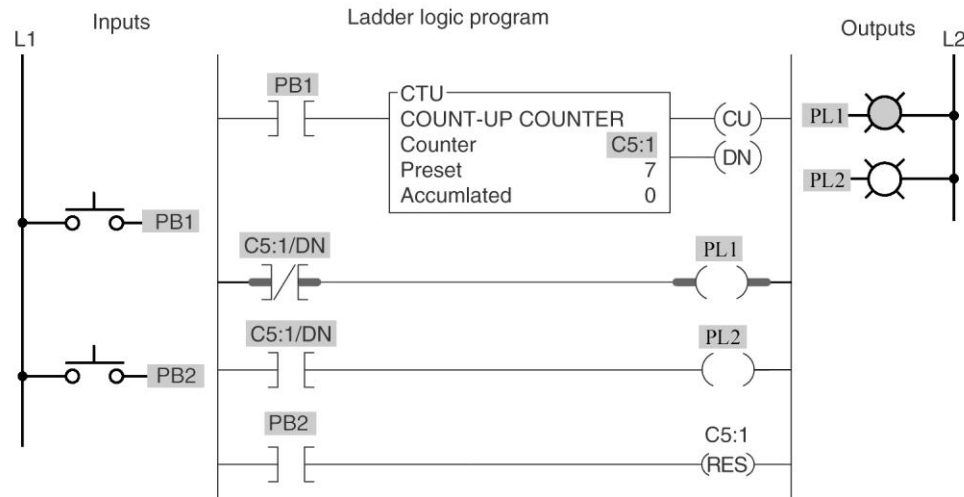 Inputs
Ladder logic program
Outputs
L1
L2
PB1
CTU
COUNT-UP COUNTER
Counter C5:1
Preset 7
Accumlated 0
CU
DN
PL1
PL2
PB1
C5:1/DN
PL1
C5:1/DN
PL2
PB2
PB2
C5:1
RES